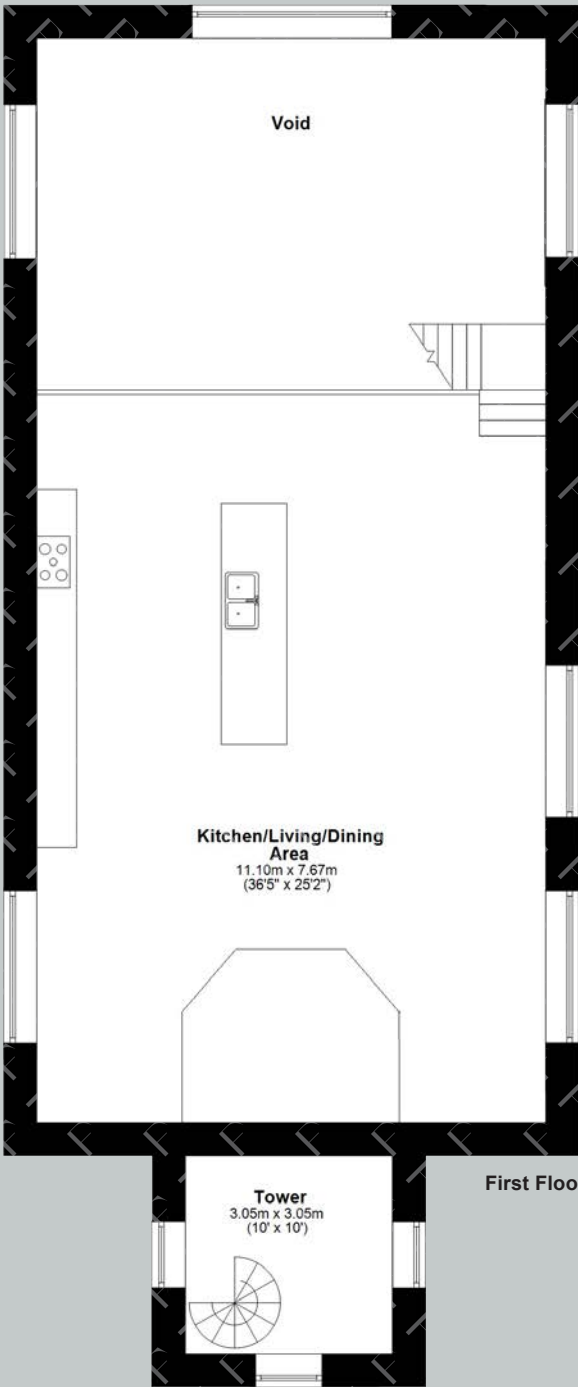 Void
Kitchen/Living/Dining
Area
11.10m x 7.67m
(36'5" x 25'2")
First Floo
Tower
3.05m x 3.05m
(10' x 10')